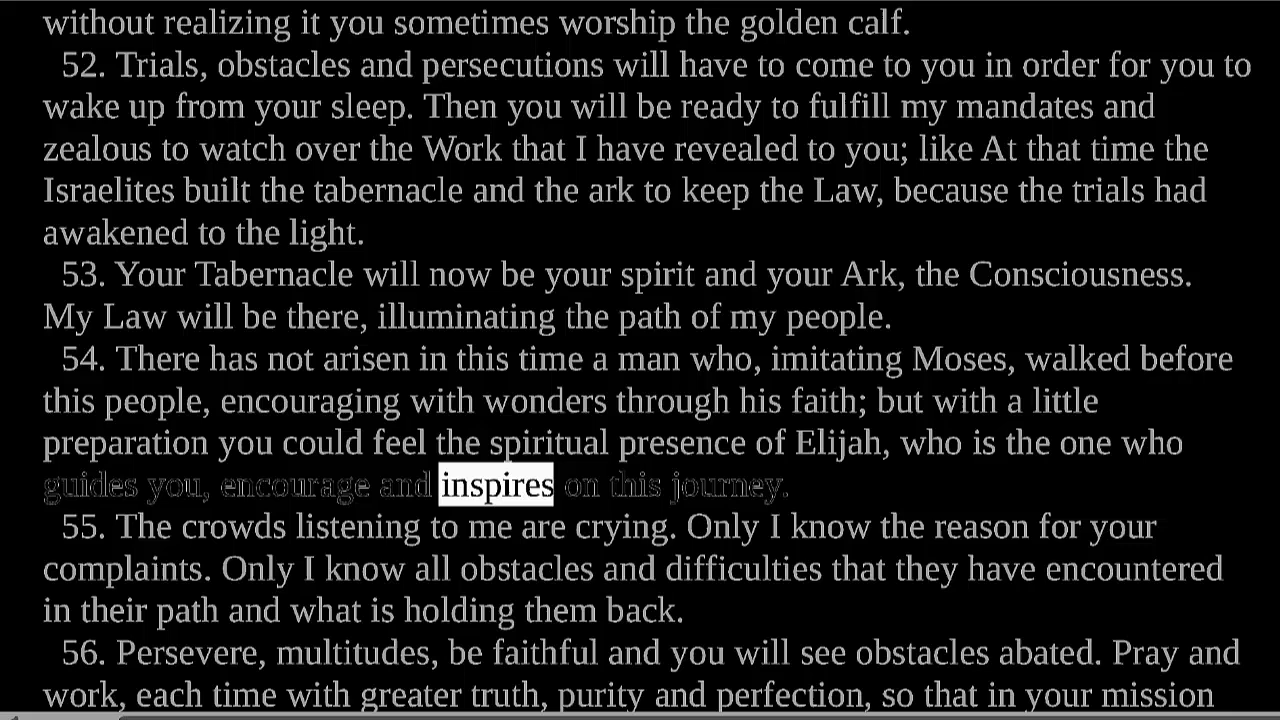 without realizing it you sometimes worship the golden calf.
52. Trials, obstacles and persecutions will have to come to you in order for you to
wake up from your sleep. Then you will be ready to fulfill my mandates and
zealous to watch over the Work that I have revealed to you; like At that time the
Israelites built the tabernacle and the ark to keep the Law, because the trials had
awakened to the light.
53. Your Tabernacle will now be your spirit and your Ark, the Consciousness.
My Law will be there, illuminating the path of my people.
54. There has not arisen in this time a man who, imitating Moses, walked before
this people, encouraging with wonders through his faith; but with a little
preparation you could feel the spiritual presence of Elijah, who is the one who
guides you, encourage and inspires on this journey.
55. The crowds listening to me are crying. Only I know the reason for your
complaints. Only I know all obstacles and difficulties that they have encountered
in their path and what is holding them back.
56. Persevere, multitudes, be faithful and you will see obstacles abated. Pray and
work, each time with greater truth, purity and perfection, so that in your mission